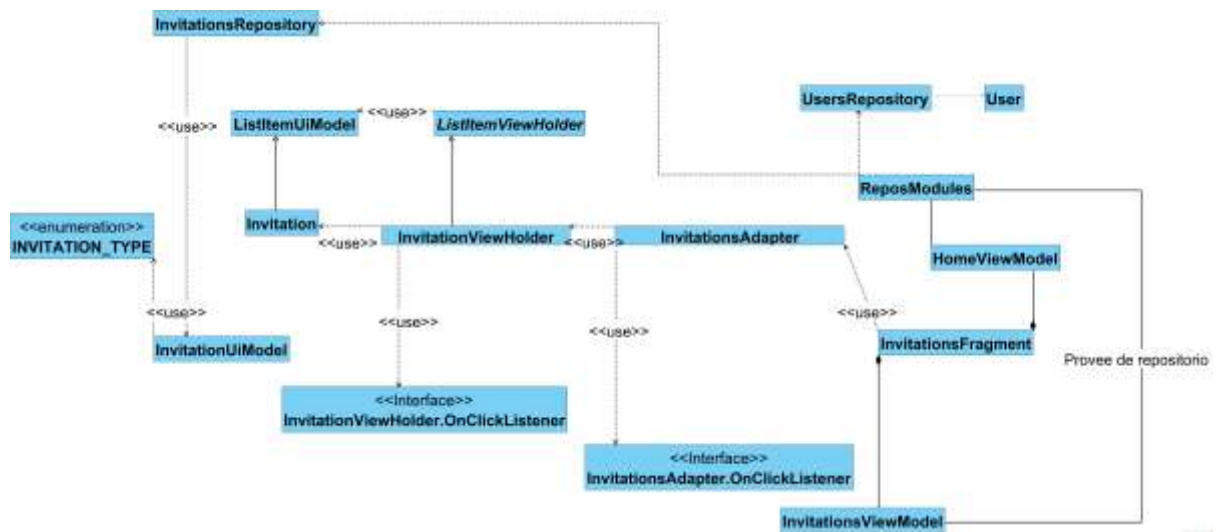 InvitationsRepository
UsersRepository
User
<<use>>
<<use>>
ListItemUiModel
ListItemViewHolder
ReposModules
<<enumeration>>
INVITATION_TYPE
Invitation
<<use>>
InvitationViewHolder
<<use>>
InvitationsAdapter
HomeViewModel
<<use>>
<<use>>
<<use>>
<<use>>
InvitationUiModel
InvitationsFragment
Provee de repositorio
<<Interface>>
InvitationViewHolder.OnClickListener
<<Interface>>
InvitationsAdapter.OnClickListener
InvitationsViewModel